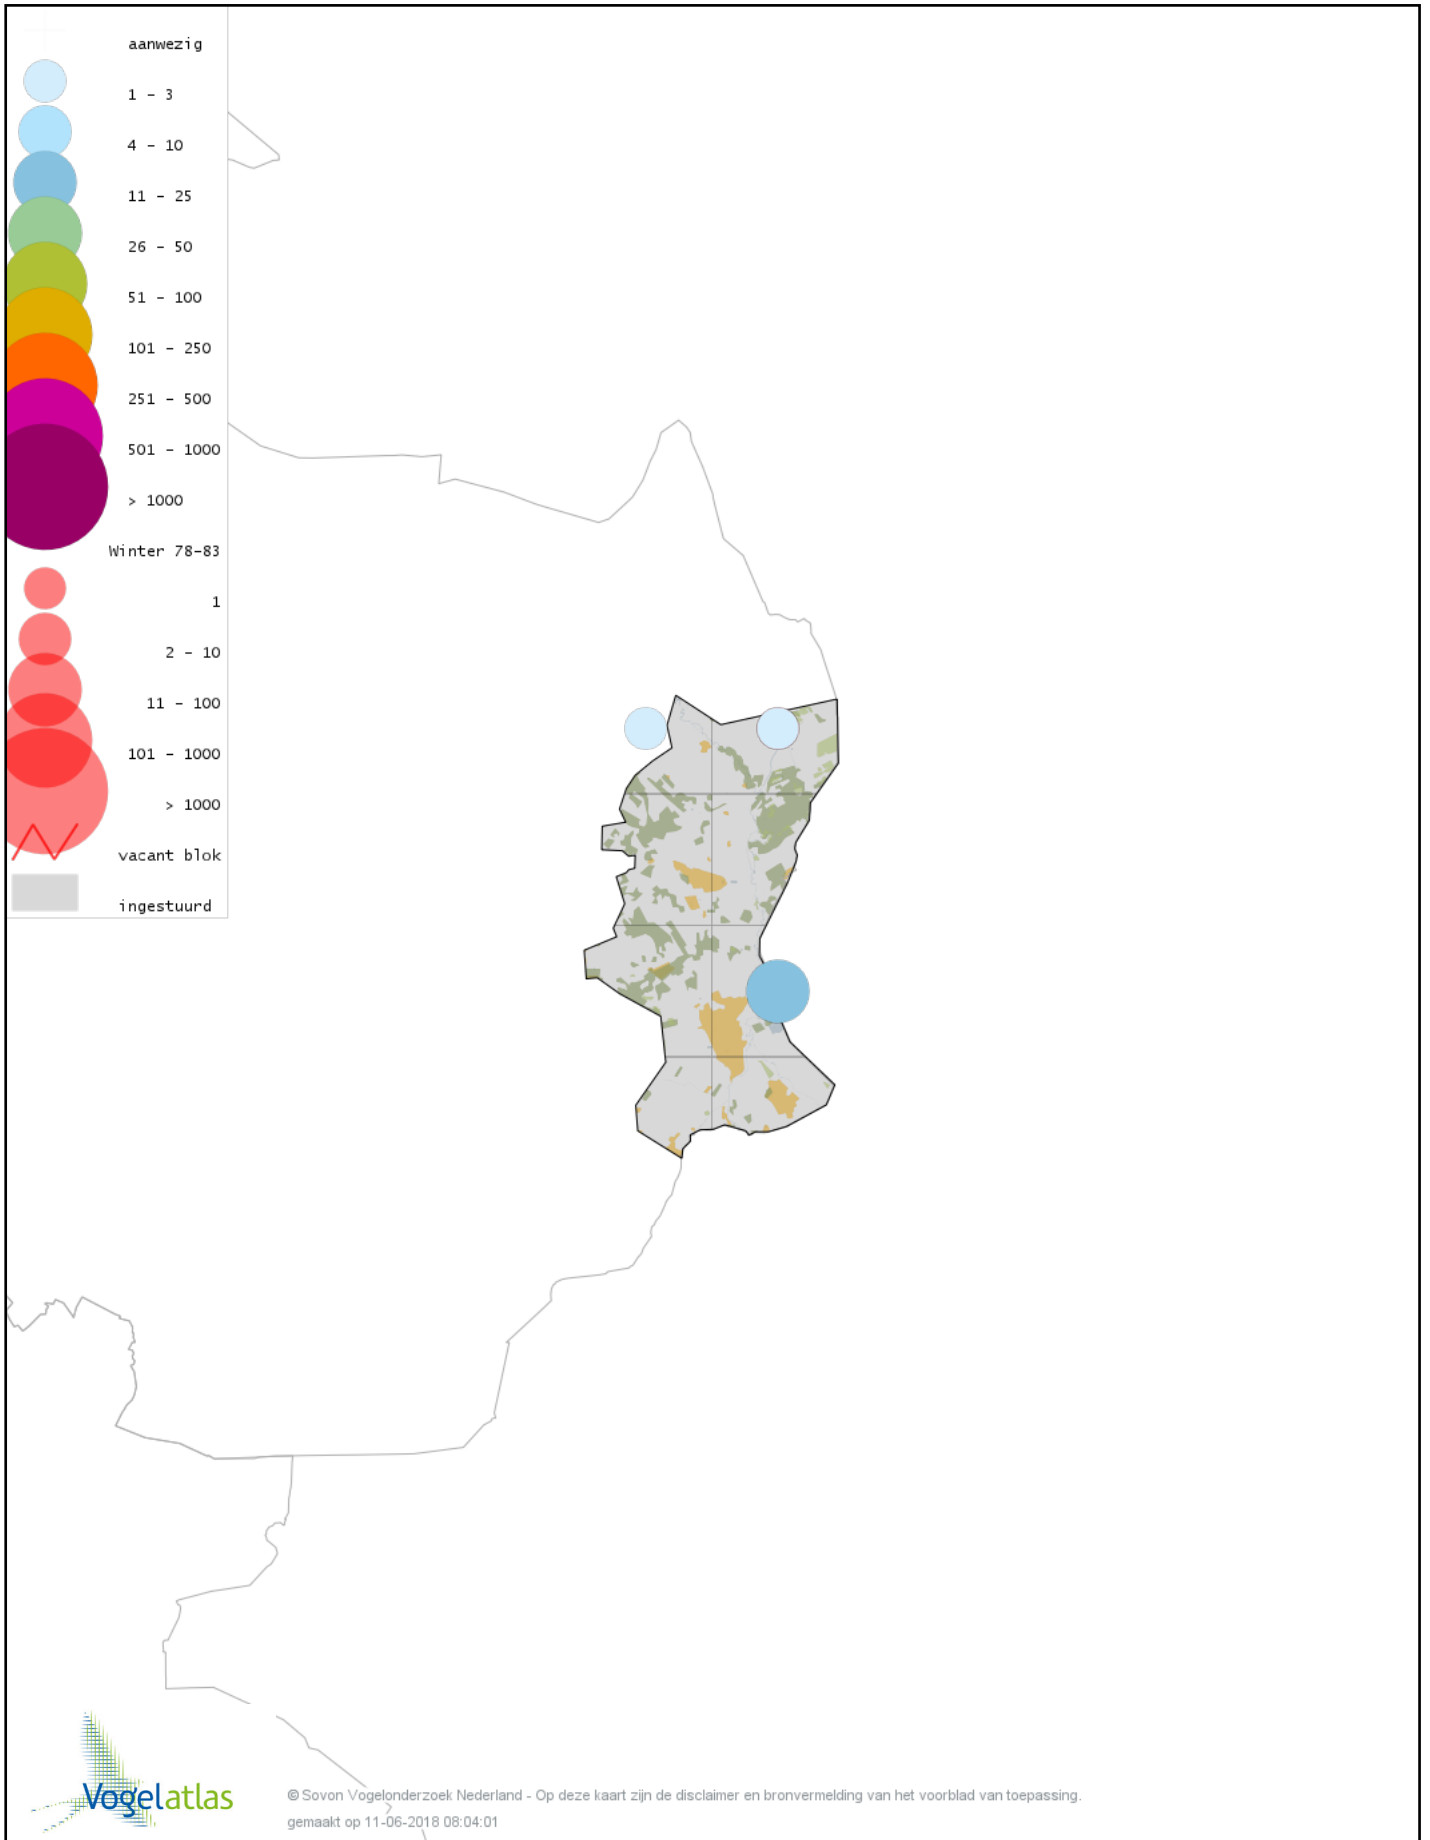 aanwezig
1 - 3
4 - 10
11 - 25
26 - 50
51 - 100
101 - 250
251 - 500
501 - 1000
> 1000
Winter 78-83
1
2 - 10
11 - 100
101 - 1000
> 1000
vacant blok
ingestuurd
Vogelatlas
© Sovon Vogelonderzoek Nederland - Op deze kaart zijn de disclaimer en bronvermelding van het voorblad van toepassing.
gemaakt op 11-06-2018 08:04:01